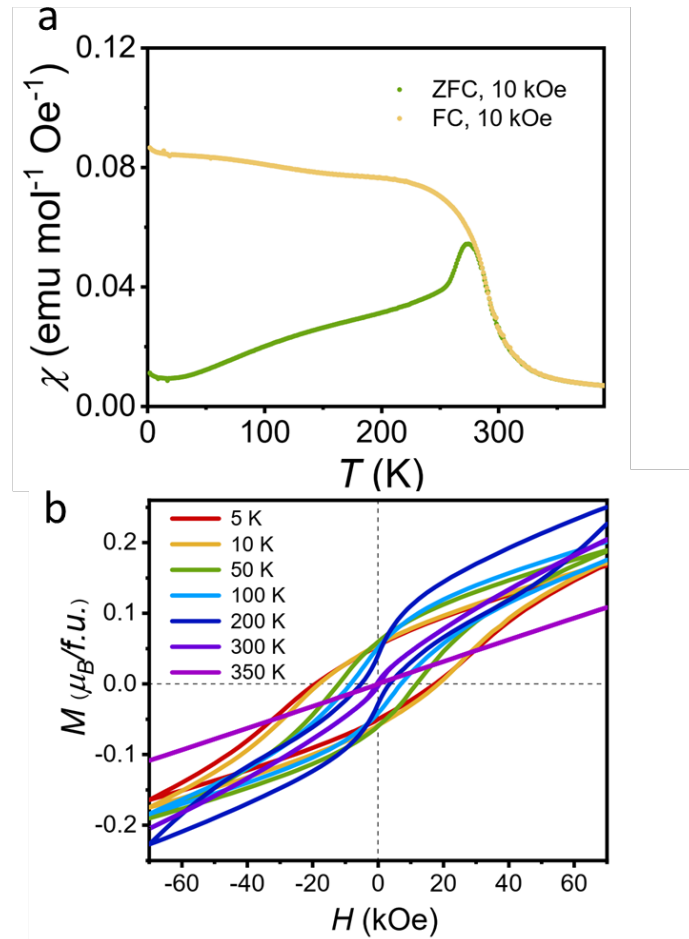 a
0.12
0.08
0.04
0.00
χ (emu mol⁻¹ Oe⁻¹)
ZFC, 10 kOe
FC, 10 kOe
0
100
200
300
T (K)
b
0.2
0.1
0.0
-0.1
-0.2
M (μB/f.u.)
5 K
10 K
50 K
100 K
200 K
300 K
350 K
-60
-40
-20
0
20
40
60
H (kOe)